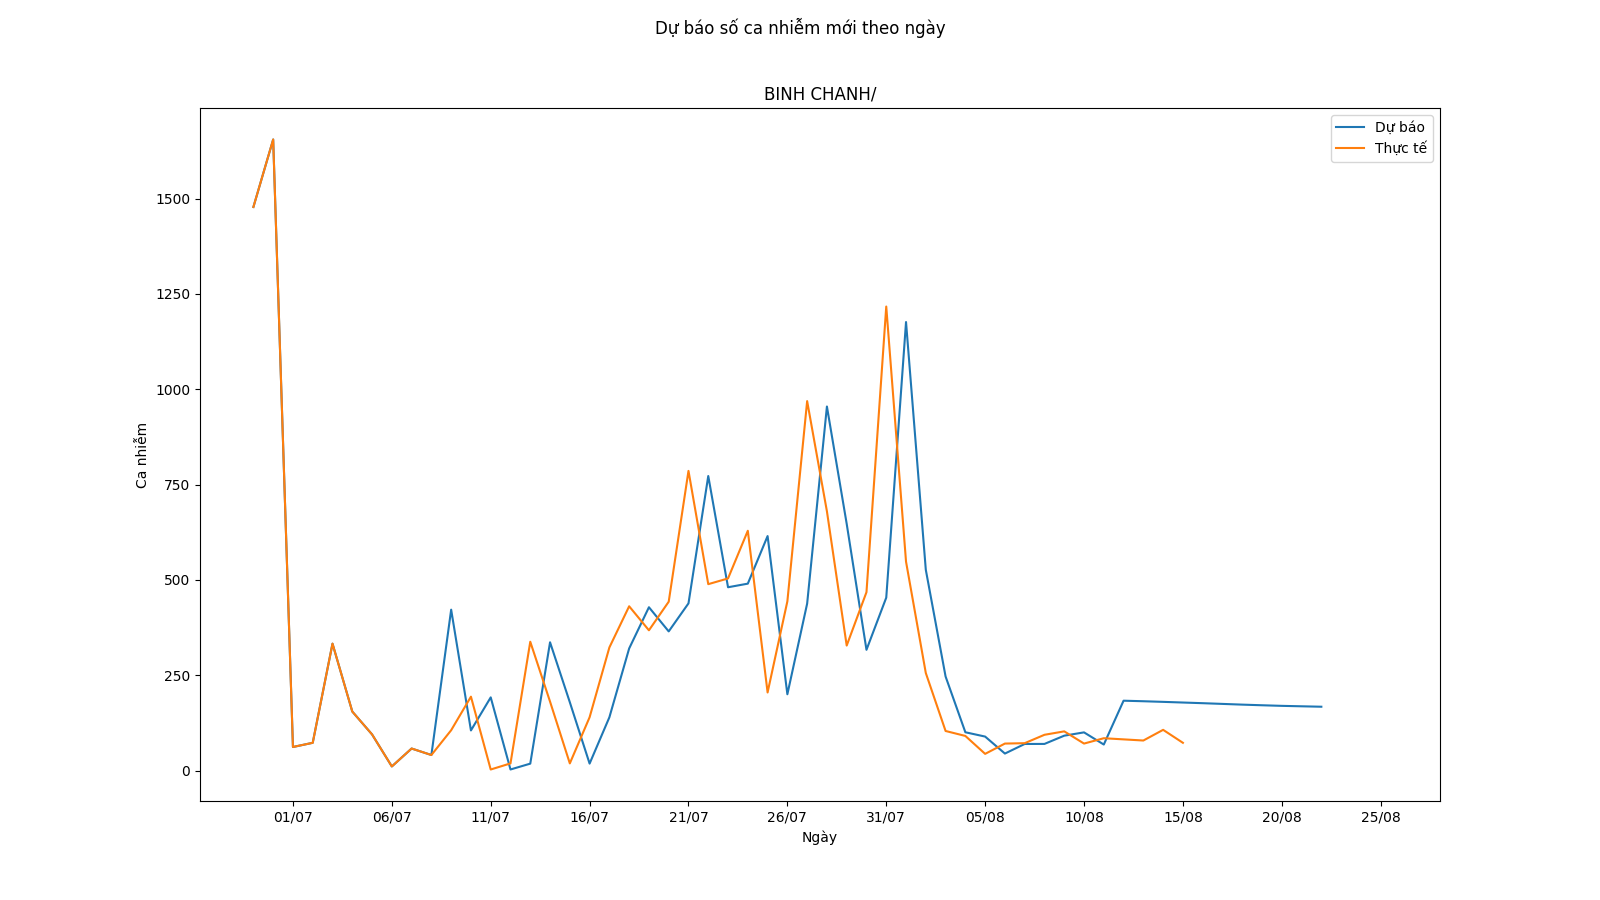 Dự báo số ca nhiễm mới theo ngày
BINH CHANH/
Dự báo
Thực tế
1500
1250
1000
750
500
250
0
Ca nhiễm
01/07 06/07 11/07 16/07 21/07 26/07 31/07 05/08 10/08 15/08 20/08 25/08
Ngày